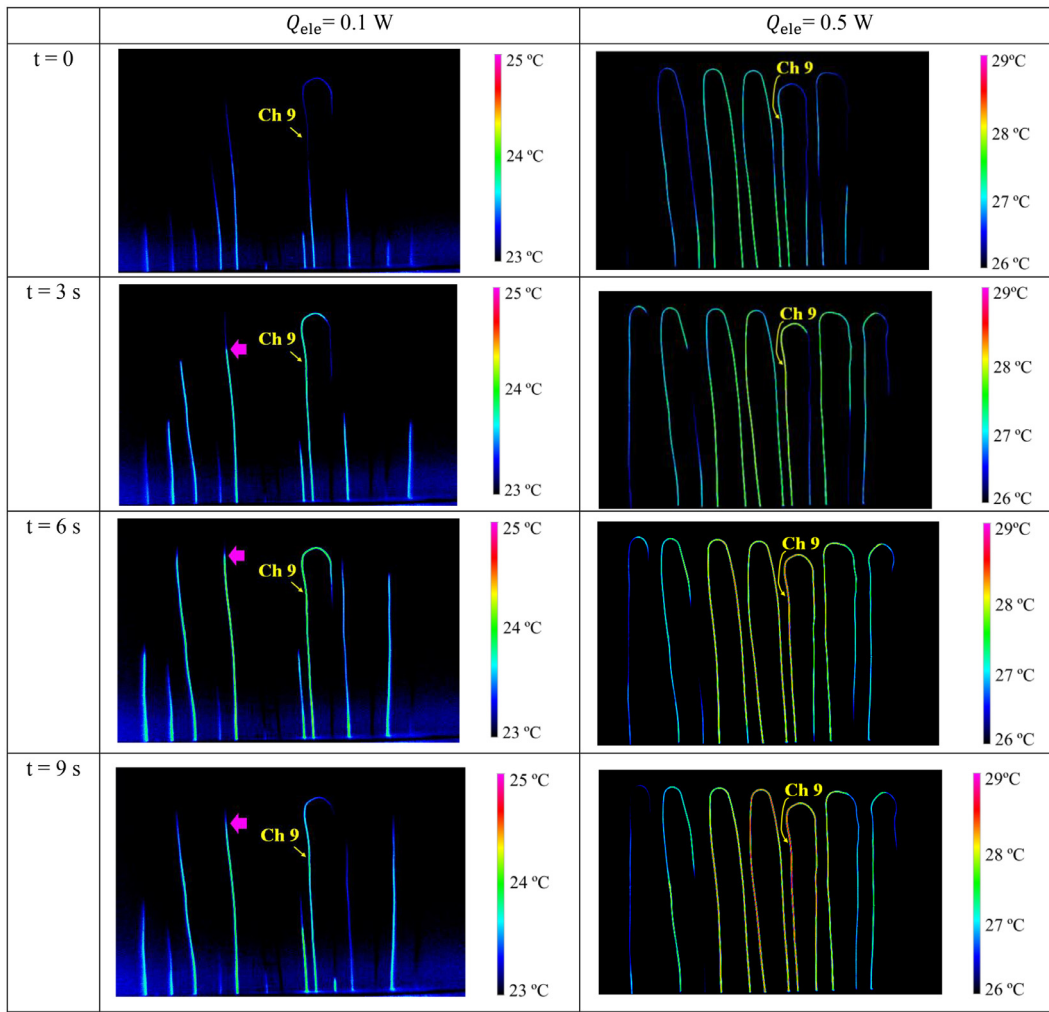 Qele= 0.1 W
Qele= 0.5 W
t = 0
Ch 9
25 ºC
24 ºC
23 ºC
Ch 9
29ºC
28 ºC
27 ºC
26 ºC
t = 3 s
Ch 9
25 ºC
24 ºC
23 ºC
Ch 9
29ºC
28 ºC
27 ºC
26 ºC
t = 6 s
Ch 9
25 ºC
24 ºC
23 ºC
Ch 9
29ºC
28 ºC
27 ºC
26 ºC
t = 9 s
Ch 9
25 ºC
24 ºC
23 ºC
Ch 9
29ºC
28 ºC
27 ºC
26 ºC